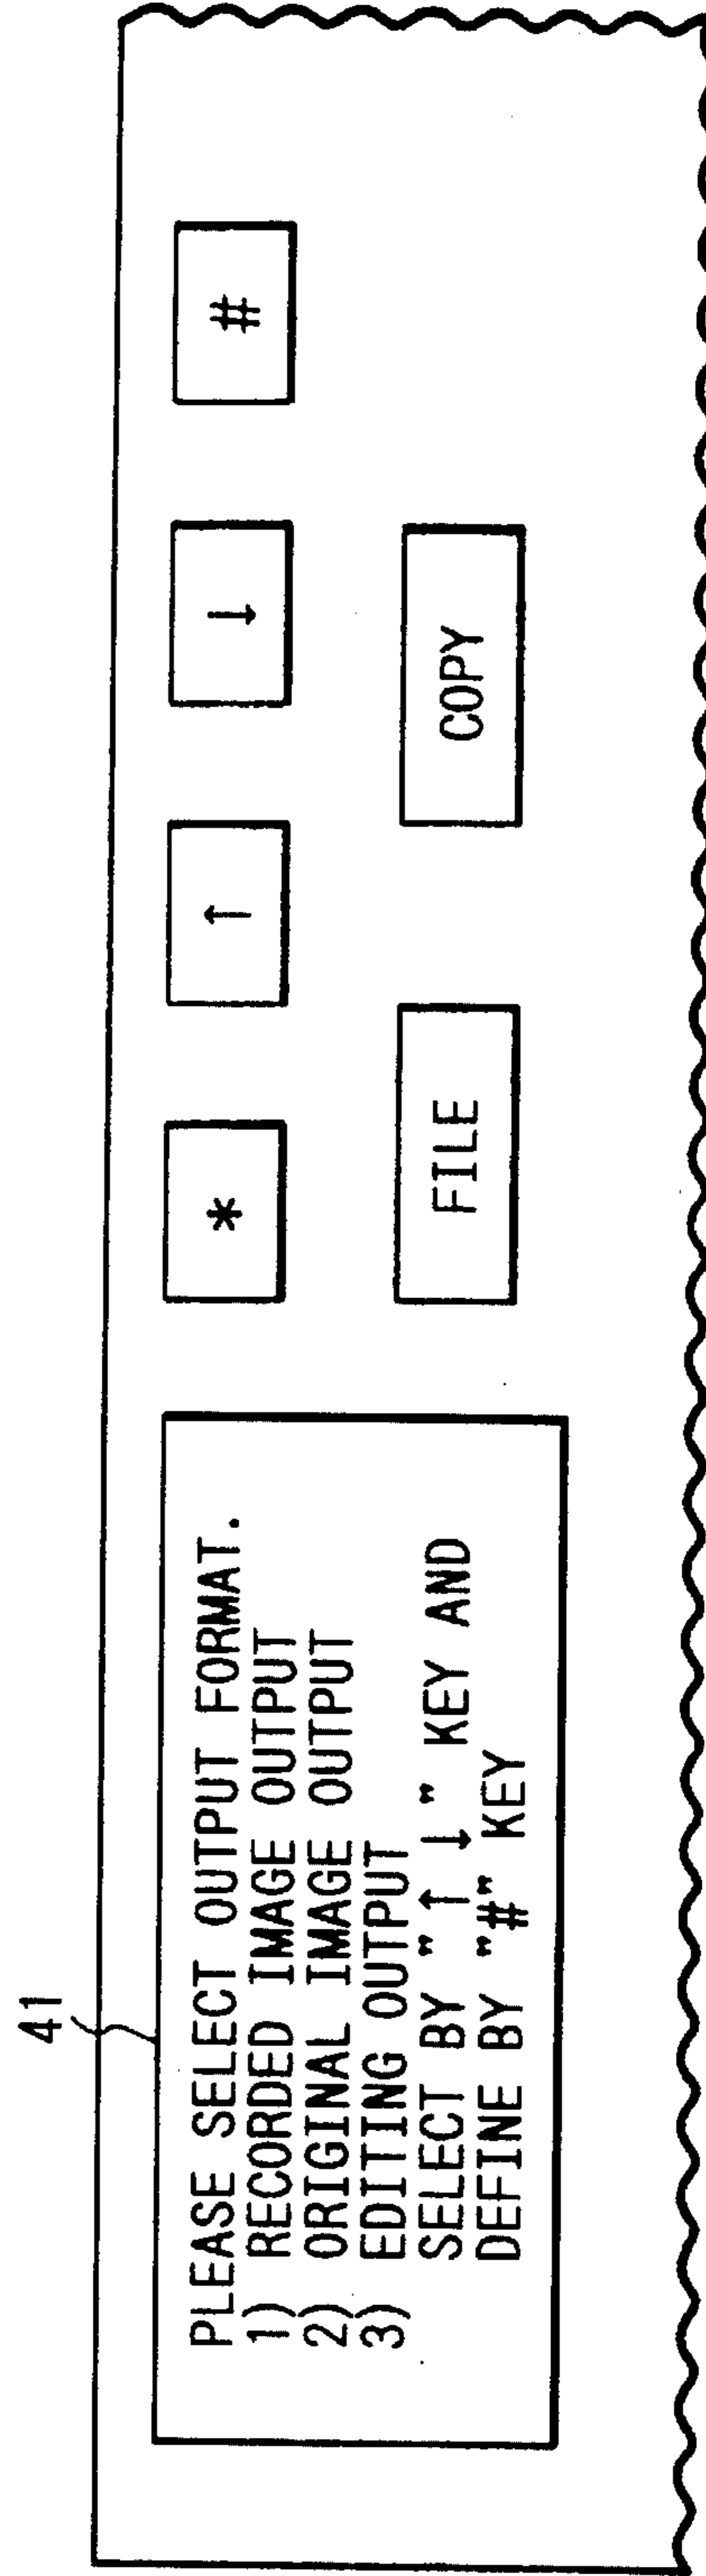 41
PLEASE SELECT OUTPUT FORMAT.
1) RECORDED IMAGE OUTPUT
2) ORIGINAL IMAGE OUTPUT
3) EDITING OUTPUT
SELECT BY "↑ ↓" KEY AND
DEFINE BY "#" KEY
* ↑ ↓ #
FILE COPY